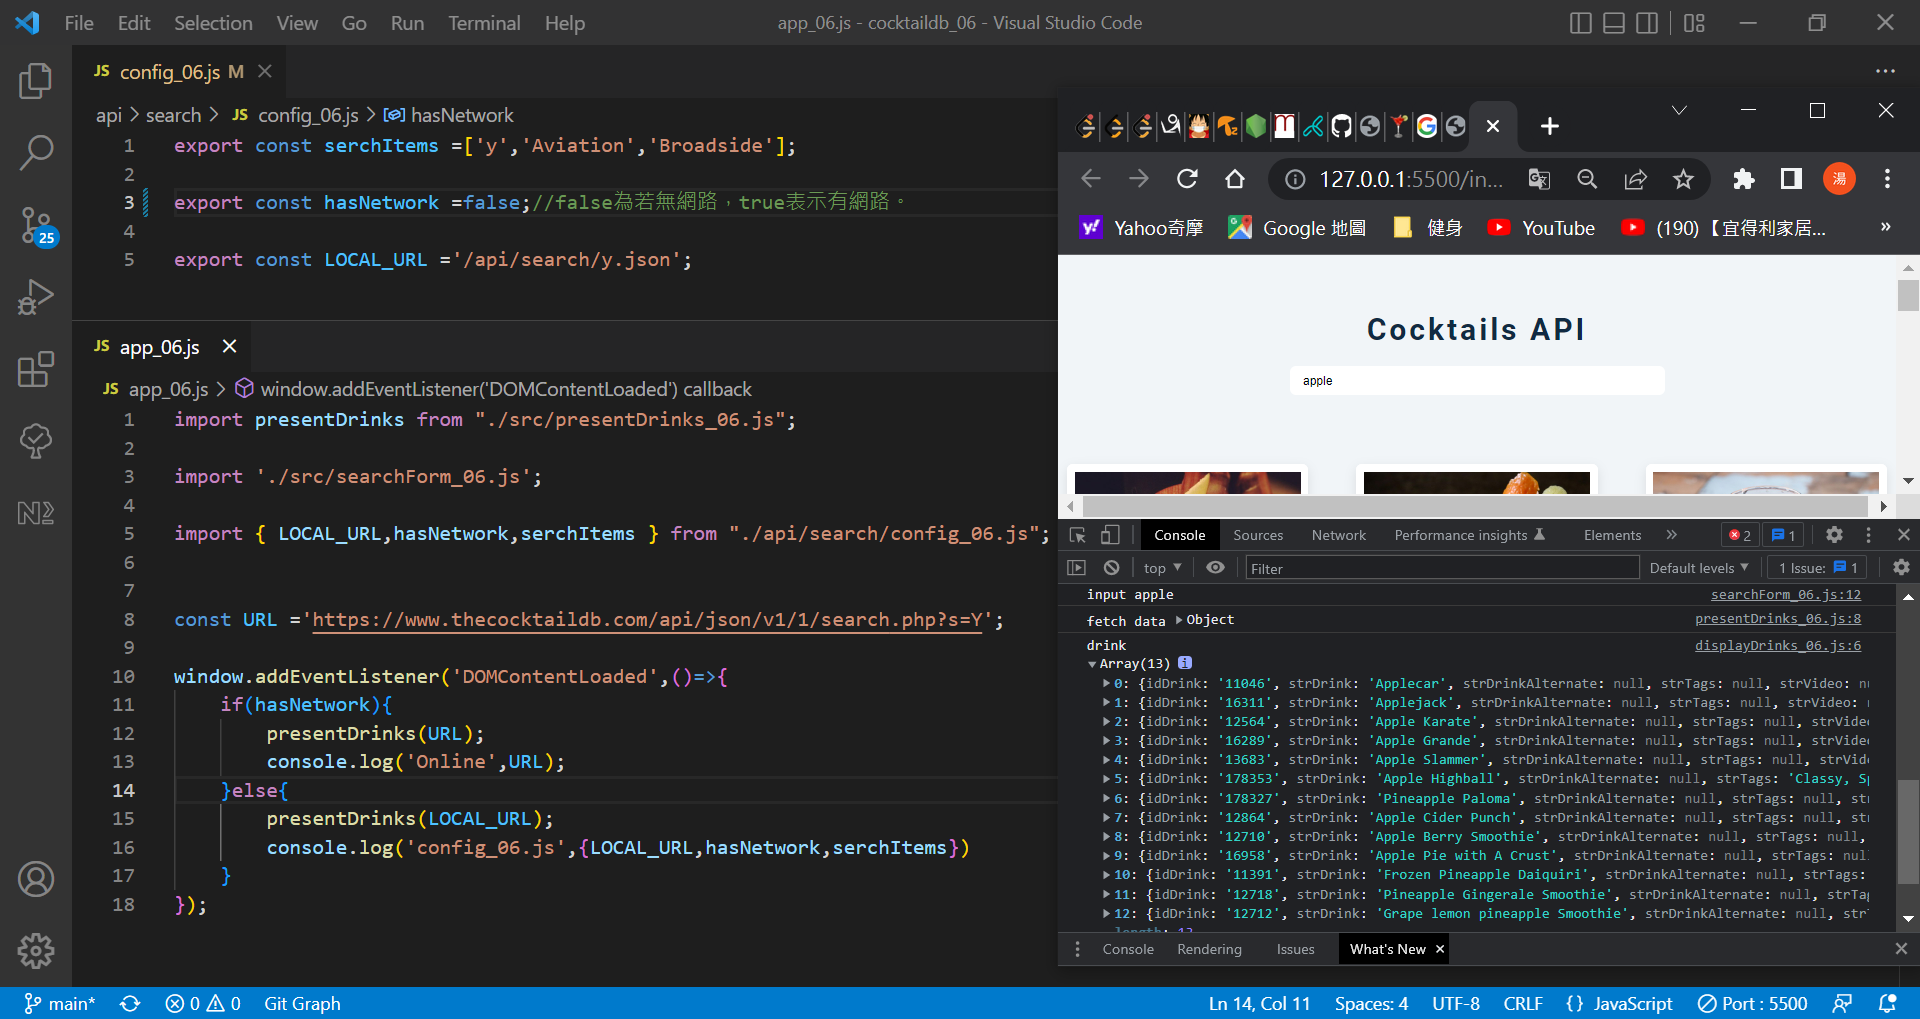 File Edit Selection View Go Run Terminal Help
app_06.js - cocktaildb_06 - Visual Studio Code
JS config_06.js M
api > search > JS config_06.js > hasNetwork
1 export const serchItems =['y','Aviation','Broadside'];
2
3 export const hasNetwork =false;//false為若無網路，true表示有網路。
4
5 export const LOCAL_URL ='/api/search/y.json';
25
JS app_06.js
JS app_06.js > window.addEventListener('DOMContentLoaded') callback
1 import presentDrinks from "./src/presentDrinks_06.js";
2
3 import './src/searchForm_06.js';
4
5 import { LOCAL_URL,hasNetwork,serchItems } from "./api/search/config_06.js";
6
7
8 const URL ='https://www.thecocktaildb.com/api/json/v1/1/search.php?s=Y';
9
10 window.addEventListener('DOMContentLoaded',()=>{
11 if(hasNetwork){
12 presentDrinks(URL);
13 console.log('Online',URL);
14 }else{
15 presentDrinks(LOCAL_URL);
16 console.log('config_06.js',{LOCAL_URL,hasNetwork,serchItems})
17 }
18 });
127.0.0.1:5500/in...
湯
Yahoo奇摩 Google 地圖 健身 YouTube (190) 【宜得利家居... »
Cocktails API
apple
Console Sources Network Performance insights Elements » 2 1
top Filter Default levels 1 Issue: 1
input apple searchForm_06.js:12
fetch data Object presentDrinks_06.js:8
drink displayDrinks_06.js:6
Array(13) i
0: {idDrink: '11046', strDrink: 'Applecar', strDrinkAlternate: null, strTags: null, strVideo: nu
1: {idDrink: '16311', strDrink: 'Applejack', strDrinkAlternate: null, strTags: null, strVideo:
2: {idDrink: '12564', strDrink: 'Apple Karate', strDrinkAlternate: null, strTags: null, strVide
3: {idDrink: '16289', strDrink: 'Apple Grande', strDrinkAlternate: null, strTags: null, strVide
4: {idDrink: '13683', strDrink: 'Apple Slammer', strDrinkAlternate: null, strTags: null, strVid
5: {idDrink: '178353', strDrink: 'Apple Highball', strDrinkAlternate: null, strTags: 'Classy, Sp
6: {idDrink: '178327', strDrink: 'Pineapple Paloma', strDrinkAlternate: null, strTags: null, st
7: {idDrink: '12864', strDrink: 'Apple Cider Punch', strDrinkAlternate: null, strTags: null, st
8: {idDrink: '12710', strDrink: 'Apple Berry Smoothie', strDrinkAlternate: null, strTags: null,
9: {idDrink: '16958', strDrink: 'Apple Pie with A Crust', strDrinkAlternate: null, strTags: nul
10: {idDrink: '11391', strDrink: 'Frozen Pineapple Daiquiri', strDrinkAlternate: null, strTags:
11: {idDrink: '12718', strDrink: 'Pineapple Gingerale Smoothie', strDrinkAlternate: null, strTag
12: {idDrink: '12712', strDrink: 'Grape lemon pineapple Smoothie', strDrinkAlternate: null, str
length: 13
Console Rendering Issues What's New
main* 0 0 Git Graph
Ln 14, Col 11 Spaces: 4 UTF-8 CRLF {} JavaScript Port : 5500